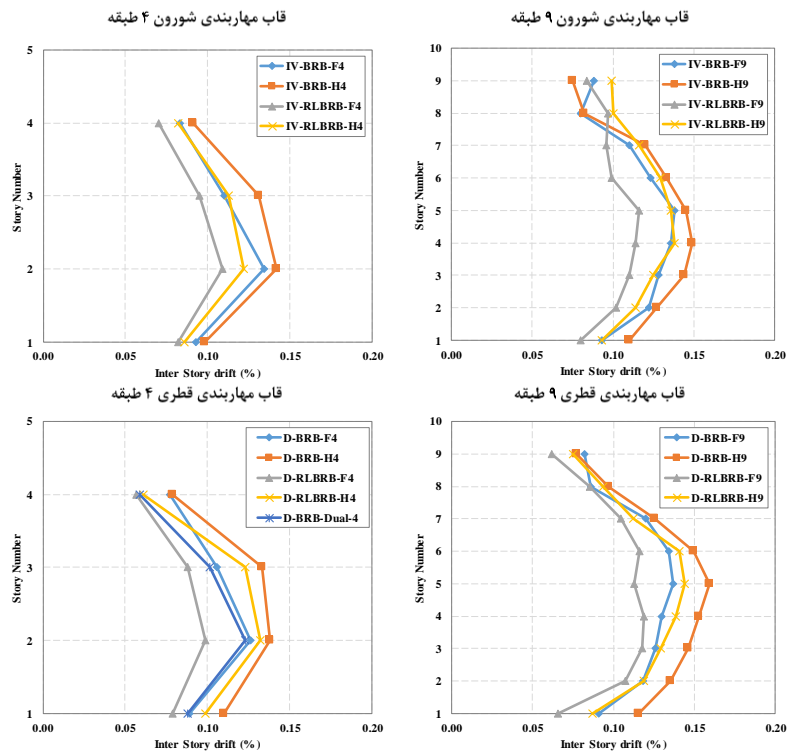 قاب مهاربندی شورون ۴ طبقه
5
4
3
2
1
Story Number
0.00 0.05 0.10 0.15 0.20
Inter Story drift (%)
IV-BRB-F4
IV-BRB-H4
IV-RLBRB-F4
IV-RLBRB-H4
قاب مهاربندی شورون ۹ طبقه
10
9
8
7
6
5
4
3
2
1
Story Number
0.00 0.05 0.10 0.15 0.20
Inter Story drift (%)
IV-BRB-F9
IV-BRB-H9
IV-RLBRB-F9
IV-RLBRB-H9
قاب مهاربندی قطری ۴ طبقه
5
4
3
2
1
Story Number
0.00 0.05 0.10 0.15 0.20
Inter Story drift (%)
D-BRB-F4
D-BRB-H4
D-RLBRB-F4
D-RLBRB-H4
D-BRB-Dual-4
قاب مهاربندی قطری ۹ طبقه
10
9
8
7
6
5
4
3
2
1
Story Number
0.00 0.05 0.10 0.15 0.20
Inter Story drift (%)
D-BRB-F9
D-BRB-H9
D-RLBRB-F9
D-RLBRB-H9